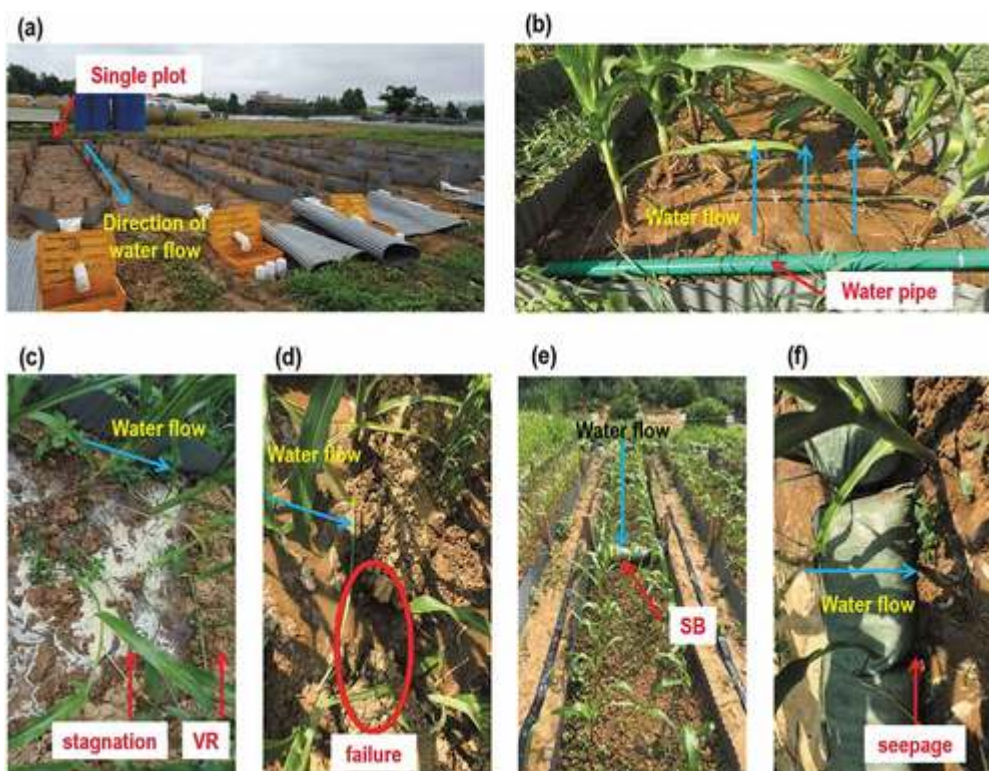 (a)
Single plot
Direction of
water flow
(b)
Water flow
Water pipe
(c)
Water flow
stagnation
VR
(d)
Water flow
failure
(e)
Water flow
SB
(f)
Water flow
seepage